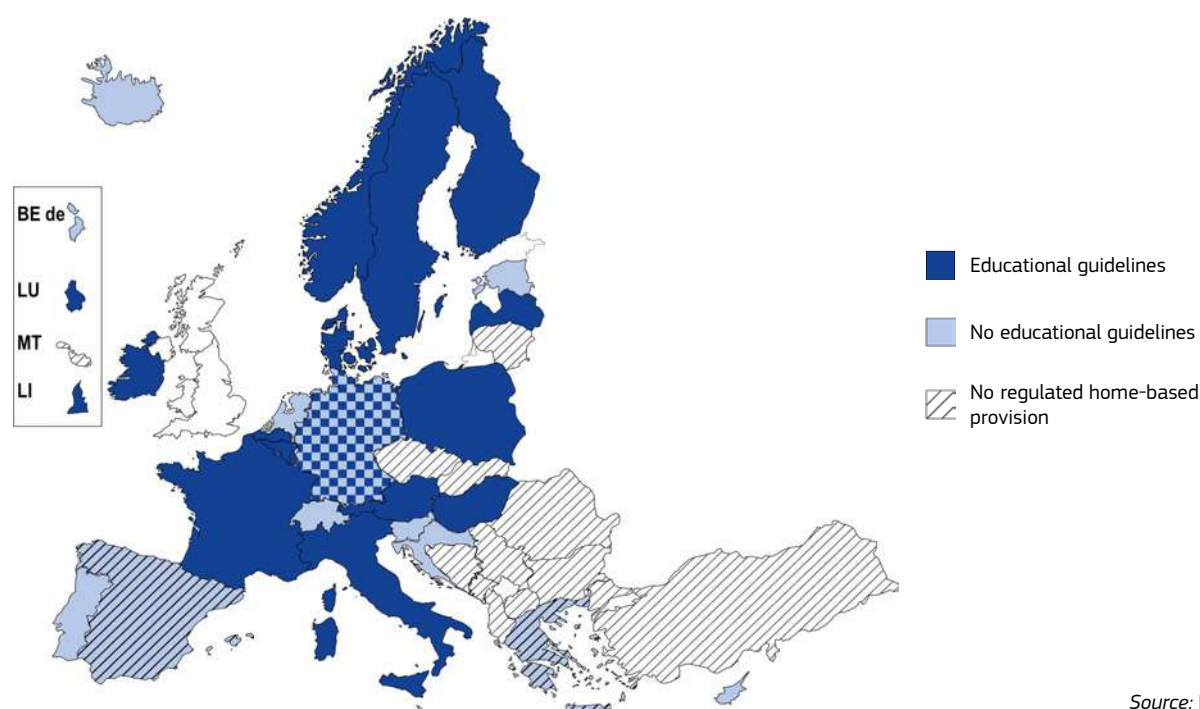 BE de
LU
MT
LI
Educational guidelines
No educational guidelines
No regulated home-based
provision
Source: